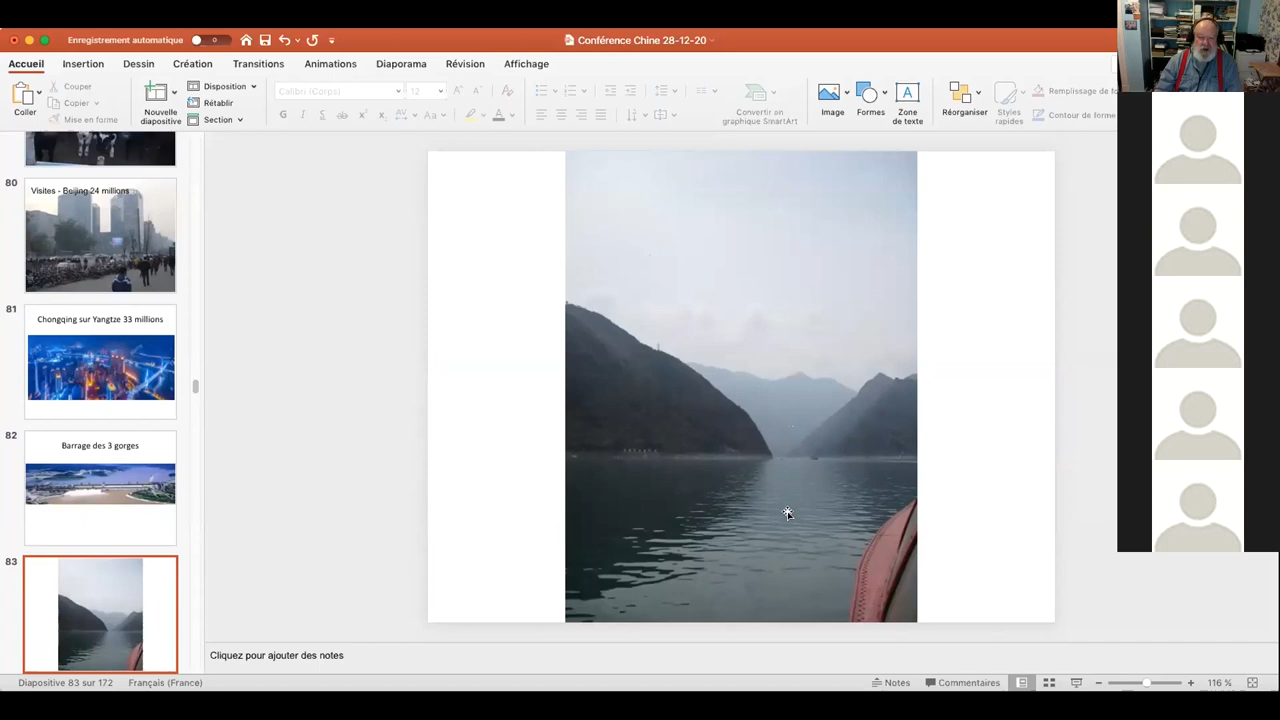 Enregistrement automatique
Conférence Chine 28-12-20
Accueil
Insertion
Dessin
Création
Transitions
Animations
Diaporama
Révision
Affichage
Coller
Couper
Copier
Mise en forme
Nouvelle
diapositive
Disposition
Rétablir
Section
Calibri (Corps)
12
Convertir en
graphique SmartArt
Image
Formes
Zone
de texte
Réorganiser
Styles
rapides
Remplissage de fo
Contour de forme
80
Visites - Beijing 24 millions
81
Chongqing sur Yangtze 33 millions
82
Barrage des 3 gorges
83
Cliquez pour ajouter des notes
Diapositive 83 sur 172
Français (France)
Notes
Commentaires
116 %